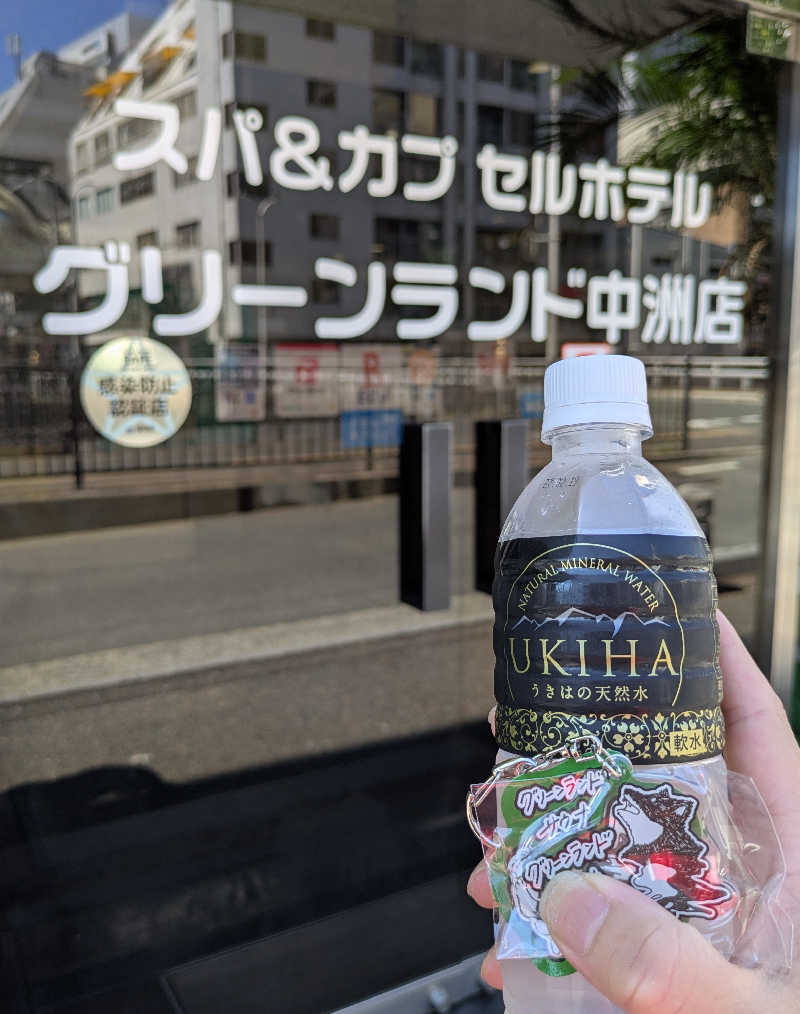 スパ&カプセルホテル
グリーンランド中洲店
感染防止
認証店
NATURAL MINERAL WATER
UKIHA
うきはの天然水
軟水
グリーンランド
サウナ
グリーンランド